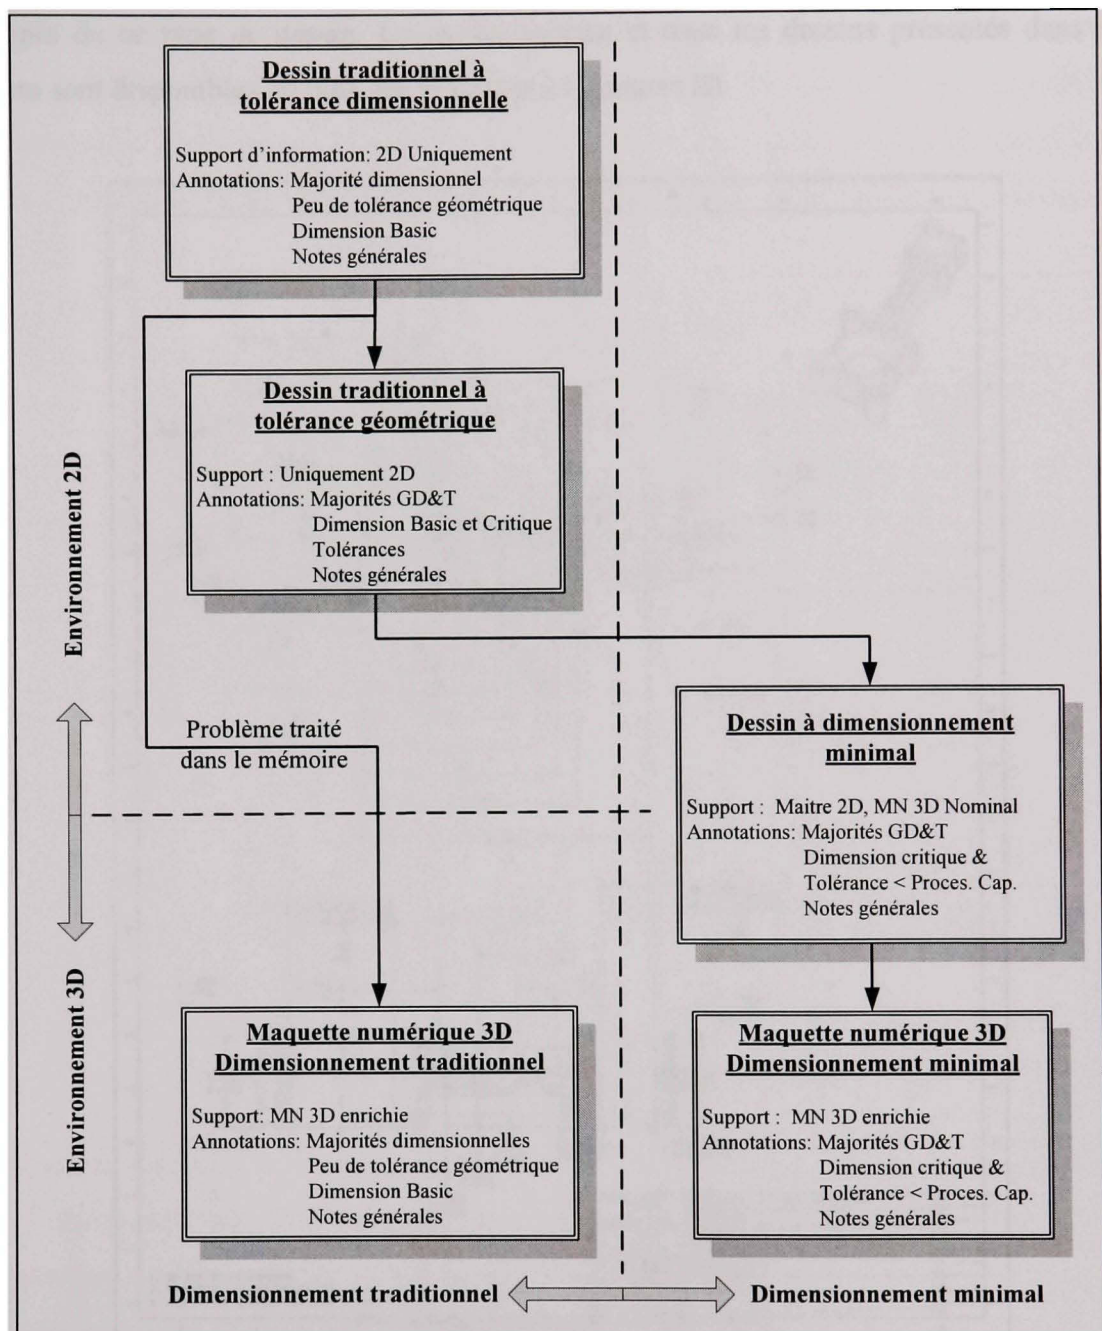 Dessin traditionnel à
tolérance dimensionnelle
Support d'information: 2D Uniquement
Annotations: Majorité dimensionnel
Peu de tolérance géométrique
Dimension Basic
Notes générales
Dessin traditionnel à
tolérance géométrique
Support : Uniquement 2D
Annotations: Majorités GD&T
Dimension Basic et Critique
Tolérances
Notes générales
Environnement 2D
Problème traité
dans le mémoire
Dessin à dimensionnement
minimal
Support : Maitre 2D, MN 3D Nominal
Annotations: Majorités GD&T
Dimension critique &
Tolérance < Proces. Cap.
Notes générales
Environnement 3D
Maquette numérique 3D
Dimensionnement traditionnel
Support: MN 3D enrichie
Annotations: Majorités dimensionnelles
Peu de tolérance géométrique
Dimension Basic
Notes générales
Maquette numérique 3D
Dimensionnement minimal
Support : MN 3D enrichie
Annotations: Majorités GD&T
Dimension critique &
Tolérance < Proces. Cap.
Notes générales
Dimensionnement traditionnel
Dimensionnement minimal